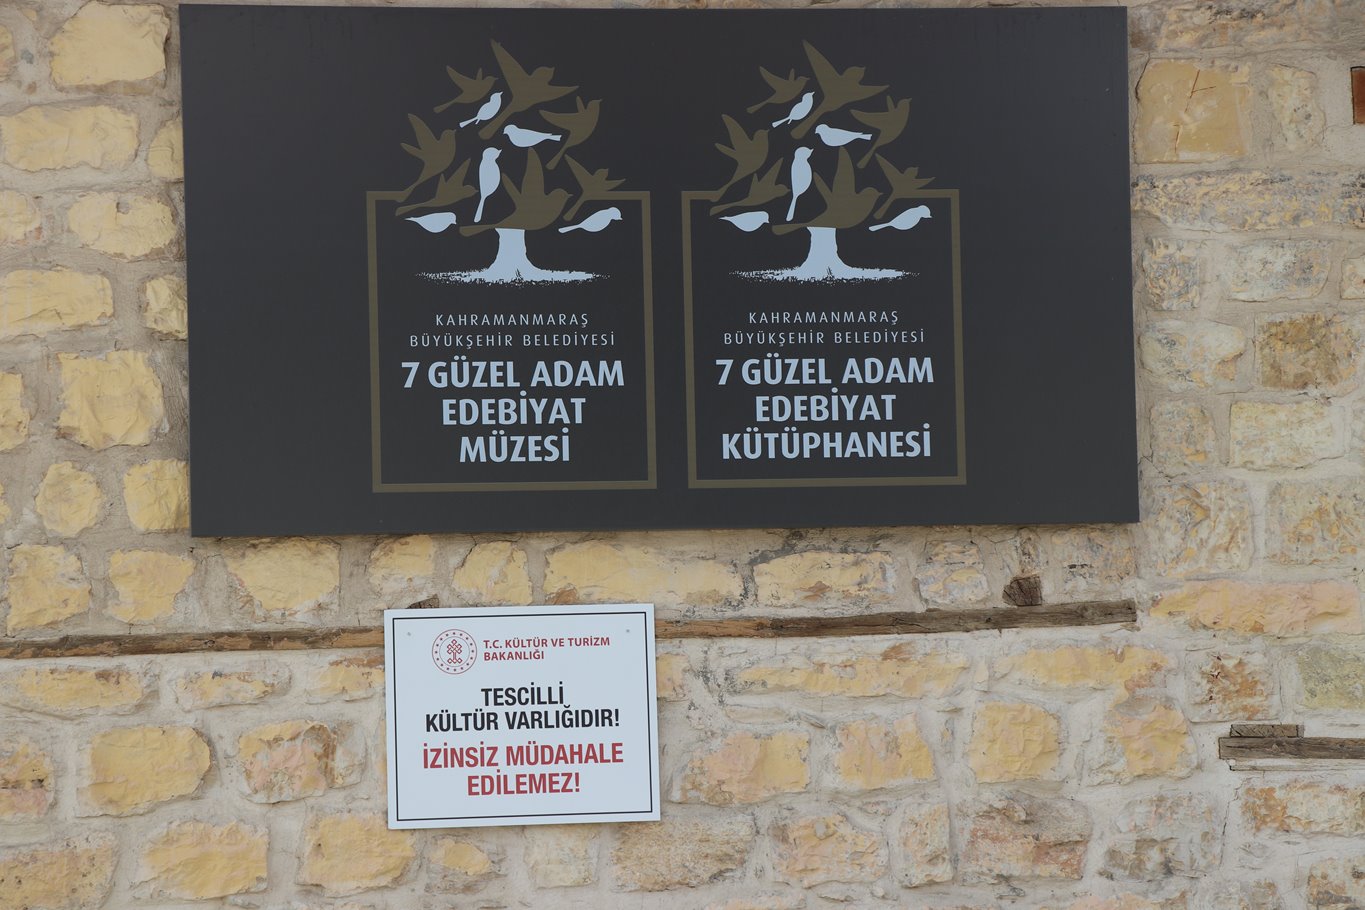 KAHRAMANMARAŞ
BÜYÜKŞEHİR BELEDİYESİ
7 GÜZEL ADAM
EDEBİYAT
MÜZESİ
KAHRAMANMARAŞ
BÜYÜKŞEHİR BELEDİYESİ
7 GÜZEL ADAM
EDEBİYAT
KÜTÜPHANESİ
T.C. KÜLTÜR VE TURİZM
BAKANLIĞI
TESCİLLİ
KÜLTÜR VARLIĞIDIR!
İZİNSİZ MÜDAHALE
EDİLEMEZ!